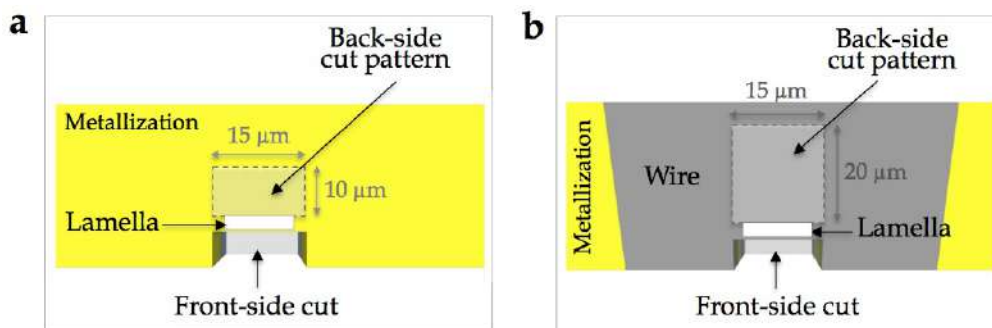 a
Back-side
cut pattern
Metallization
15 µm
10 µm
Lamella
Front-side cut
b
Back-side
cut pattern
15 µm
Metallization
Wire
20 µm
Lamella
Front-side cut